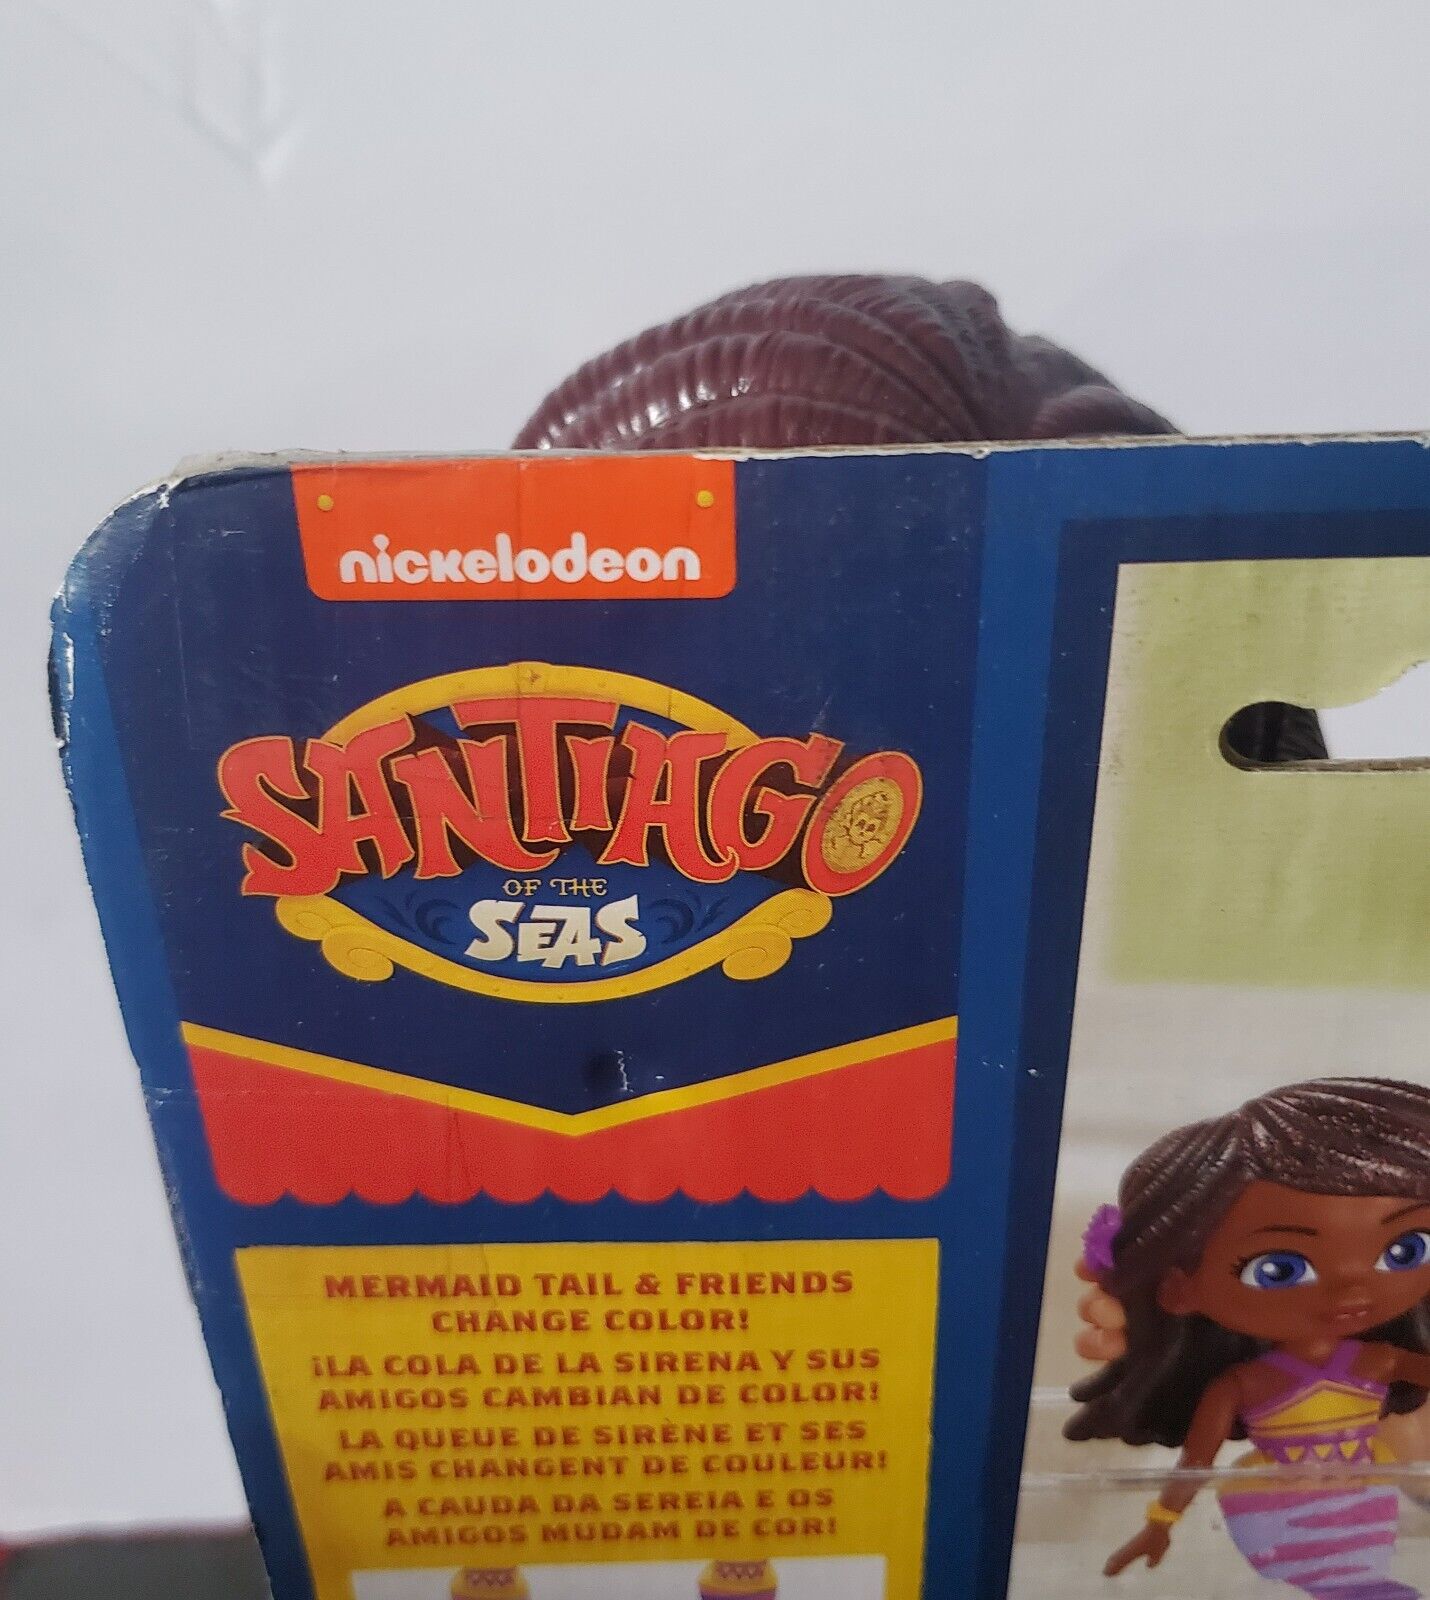 nickelodeon
SANTIAGO
OF THE
SEAS
MERMAID TAIL & FRIENDS
CHANGE COLOR!
¡LA COLA DE LA SIRENA Y SUS
AMIGOS CAMBIAN DE COLOR!
LA QUEUE DE SIRÈNE ET SES
AMIS CHANGENT DE COULEUR!
A CAUDA DA SEREIA E OS
AMIGOS MUDAM DE COR!